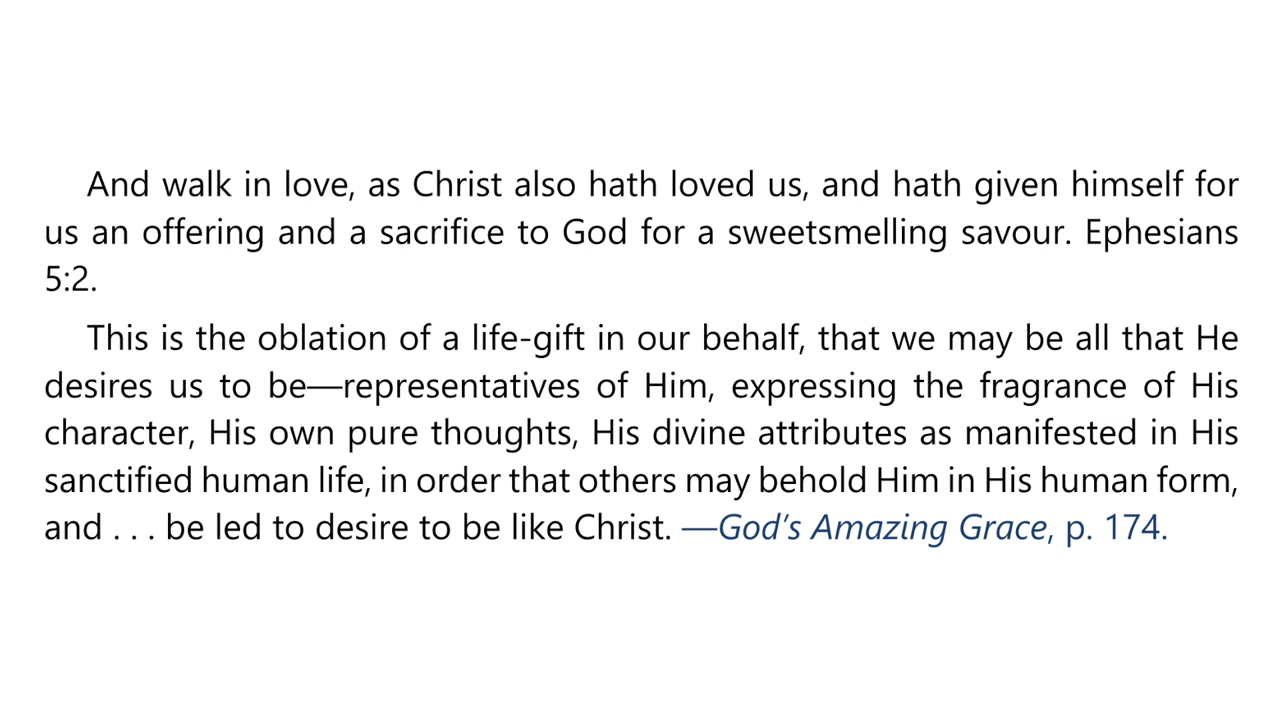 And walk in love, as Christ also hath loved us, and hath given himself for
us an offering and a sacrifice to God for a sweetsmelling savour. Ephesians
5:2.
This is the oblation of a life-gift in our behalf, that we may be all that He
desires us to be—representatives of Him, expressing the fragrance of His
character, His own pure thoughts, His divine attributes as manifested in His
sanctified human life, in order that others may behold Him in His human form,
and . . . be led to desire to be like Christ. —God’s Amazing Grace, p. 174.